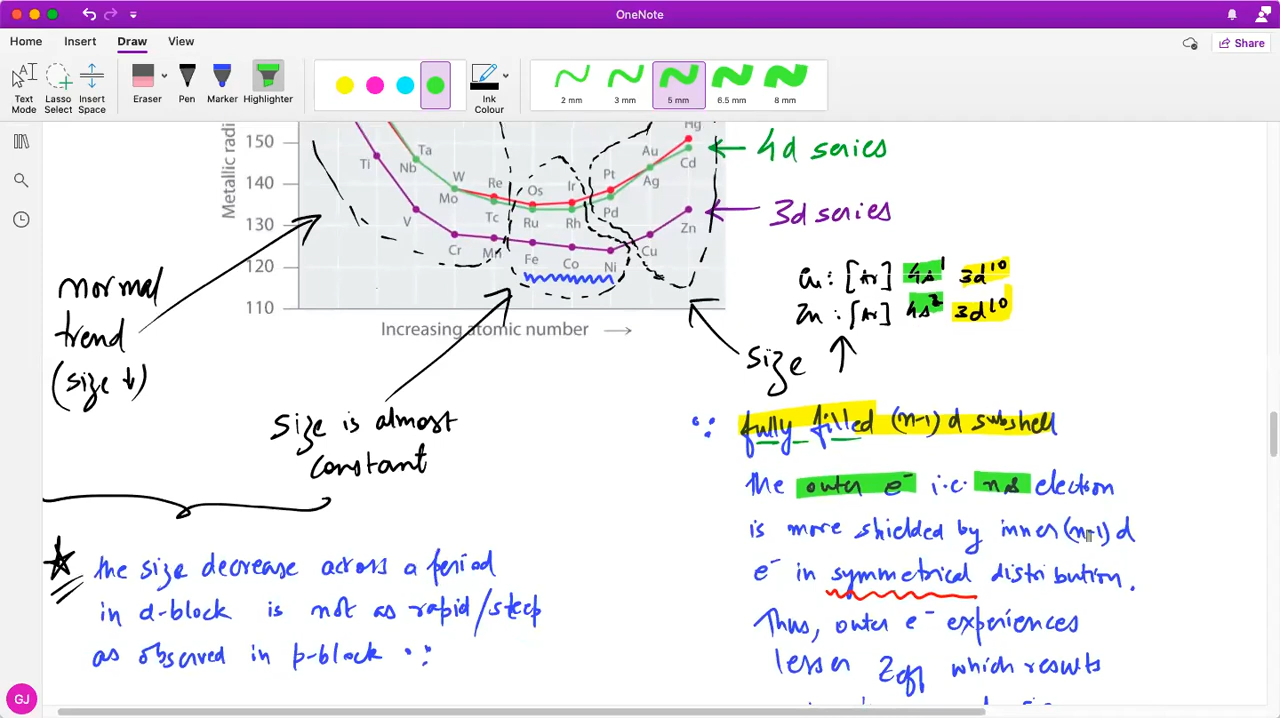 OneNote
Home Insert Draw View
Share
Text Mode
Lasso Select
Insert Space
Eraser
Pen
Marker
Highlighter
Ink Colour
2 mm
3 mm
5 mm
6.5 mm
8 mm
Metallic radi
150
140
130
120
110
Ti
V
Cr
Mn
Fe
Co
Ni
Cu
Zn
Nb
Mo
Tc
Ru
Rh
Pd
Ag
Cd
Ta
W
Re
Os
Ir
Pt
Au
Hg
Increasing atomic number
4d series
3d series
Cu : [Ar] 4s¹ 3d¹⁰
Zn : [Ar] 4s² 3d¹⁰
normal
trend
(size ↓)
size is almost
constant
size ↑
∵ fully filled (n-1) d subshell
the outer e⁻ i.e. ns electron
is more shielded by inner (n-1) d
e⁻ in symmetrical distribution.
Thus, outer e⁻ experiences
lesser Zeff which results
the size decrease across a period
in d-block is not as rapid/steep
as observed in p-block ∵
GJ